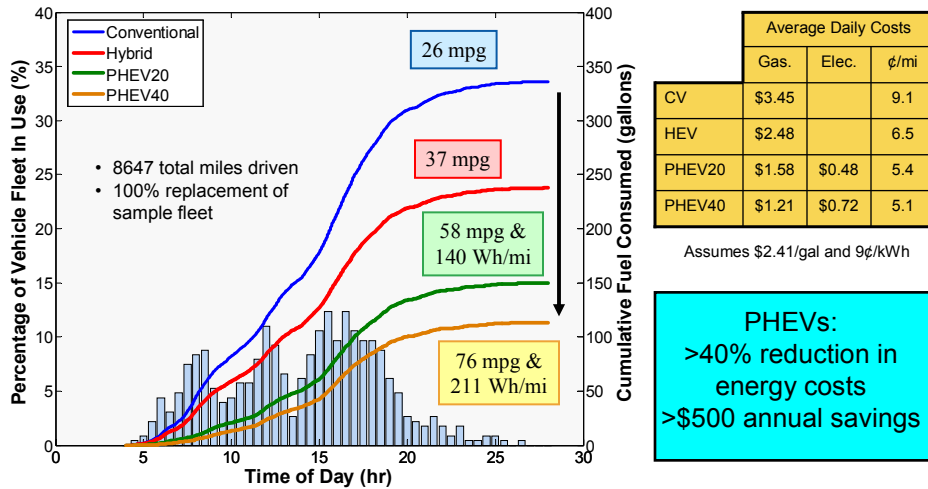 Conventional
Hybrid
PHEV20
PHEV40
26 mpg
• 8647 total miles driven
• 100% replacement of
sample fleet
37 mpg
58 mpg &
140 Wh/mi
76 mpg &
211 Wh/mi
Percentage of Vehicle Fleet In Use (%)
40
35
30
25
20
15
10
5
0
0
5
10
15
20
25
30
Time of Day (hr)
400
350
300
250
200
150
100
50
0
Cumulative Fuel Consumed (gallons)
Average Daily Costs
Gas. Elec. ¢/mi
CV $3.45 9.1
HEV $2.48 6.5
PHEV20 $1.58 $0.48 5.4
PHEV40 $1.21 $0.72 5.1
Assumes $2.41/gal and 9¢/kWh
PHEVs:
>40% reduction in
energy costs
>$500 annual savings